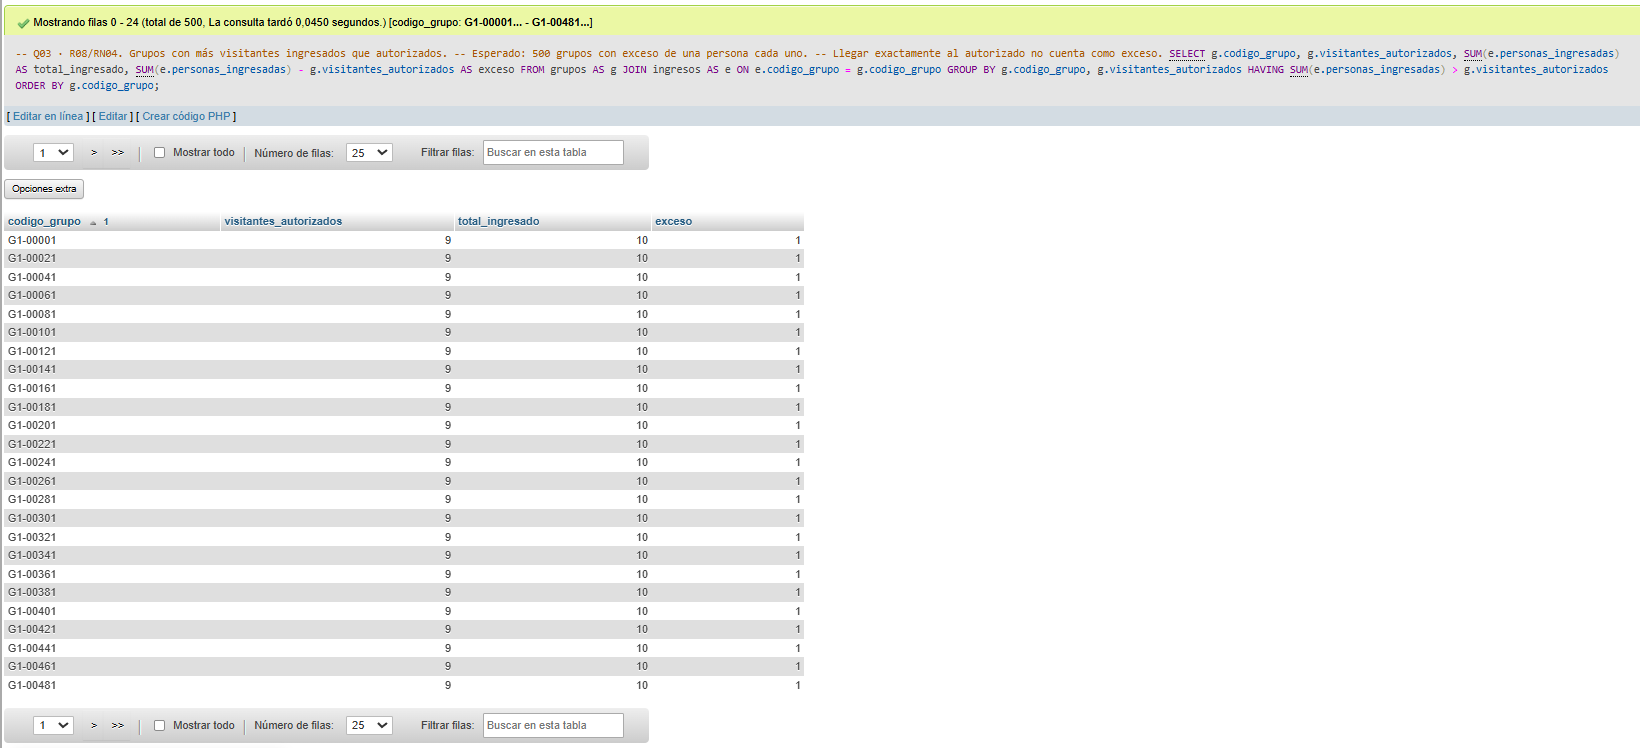 Mostrando filas 0 - 24 (total de 500, La consulta tardó 0,0450 segundos.) [codigo_grupo: G1-00001... - G1-00481...]
-- Q03 · R08/RN04. Grupos con más visitantes ingresados que autorizados. -- Esperado: 500 grupos con exceso de una persona cada uno. -- Llegar exactamente al autorizado no cuenta como exceso. SELECT g.codigo_grupo, g.visitantes_autorizados, SUM(e.personas_ingresadas)
AS total_ingresado, SUM(e.personas_ingresadas) - g.visitantes_autorizados AS exceso FROM grupos AS g JOIN ingresos AS e ON e.codigo_grupo = g.codigo_grupo GROUP BY g.codigo_grupo, g.visitantes_autorizados HAVING SUM(e.personas_ingresadas) > g.visitantes_autorizados
ORDER BY g.codigo_grupo;
[ Editar en línea ] [ Editar ] [ Crear código PHP ]
1 > >> | Mostrar todo | Número de filas: 25 Filtrar filas: Buscar en esta tabla
Opciones extra
codigo_grupo 1 visitantes_autorizados total_ingresado exceso
G1-00001 9 10 1
G1-00021 9 10 1
G1-00041 9 10 1
G1-00061 9 10 1
G1-00081 9 10 1
G1-00101 9 10 1
G1-00121 9 10 1
G1-00141 9 10 1
G1-00161 9 10 1
G1-00181 9 10 1
G1-00201 9 10 1
G1-00221 9 10 1
G1-00241 9 10 1
G1-00261 9 10 1
G1-00281 9 10 1
G1-00301 9 10 1
G1-00321 9 10 1
G1-00341 9 10 1
G1-00361 9 10 1
G1-00381 9 10 1
G1-00401 9 10 1
G1-00421 9 10 1
G1-00441 9 10 1
G1-00461 9 10 1
G1-00481 9 10 1
1 > >> | Mostrar todo | Número de filas: 25 Filtrar filas: Buscar en esta tabla